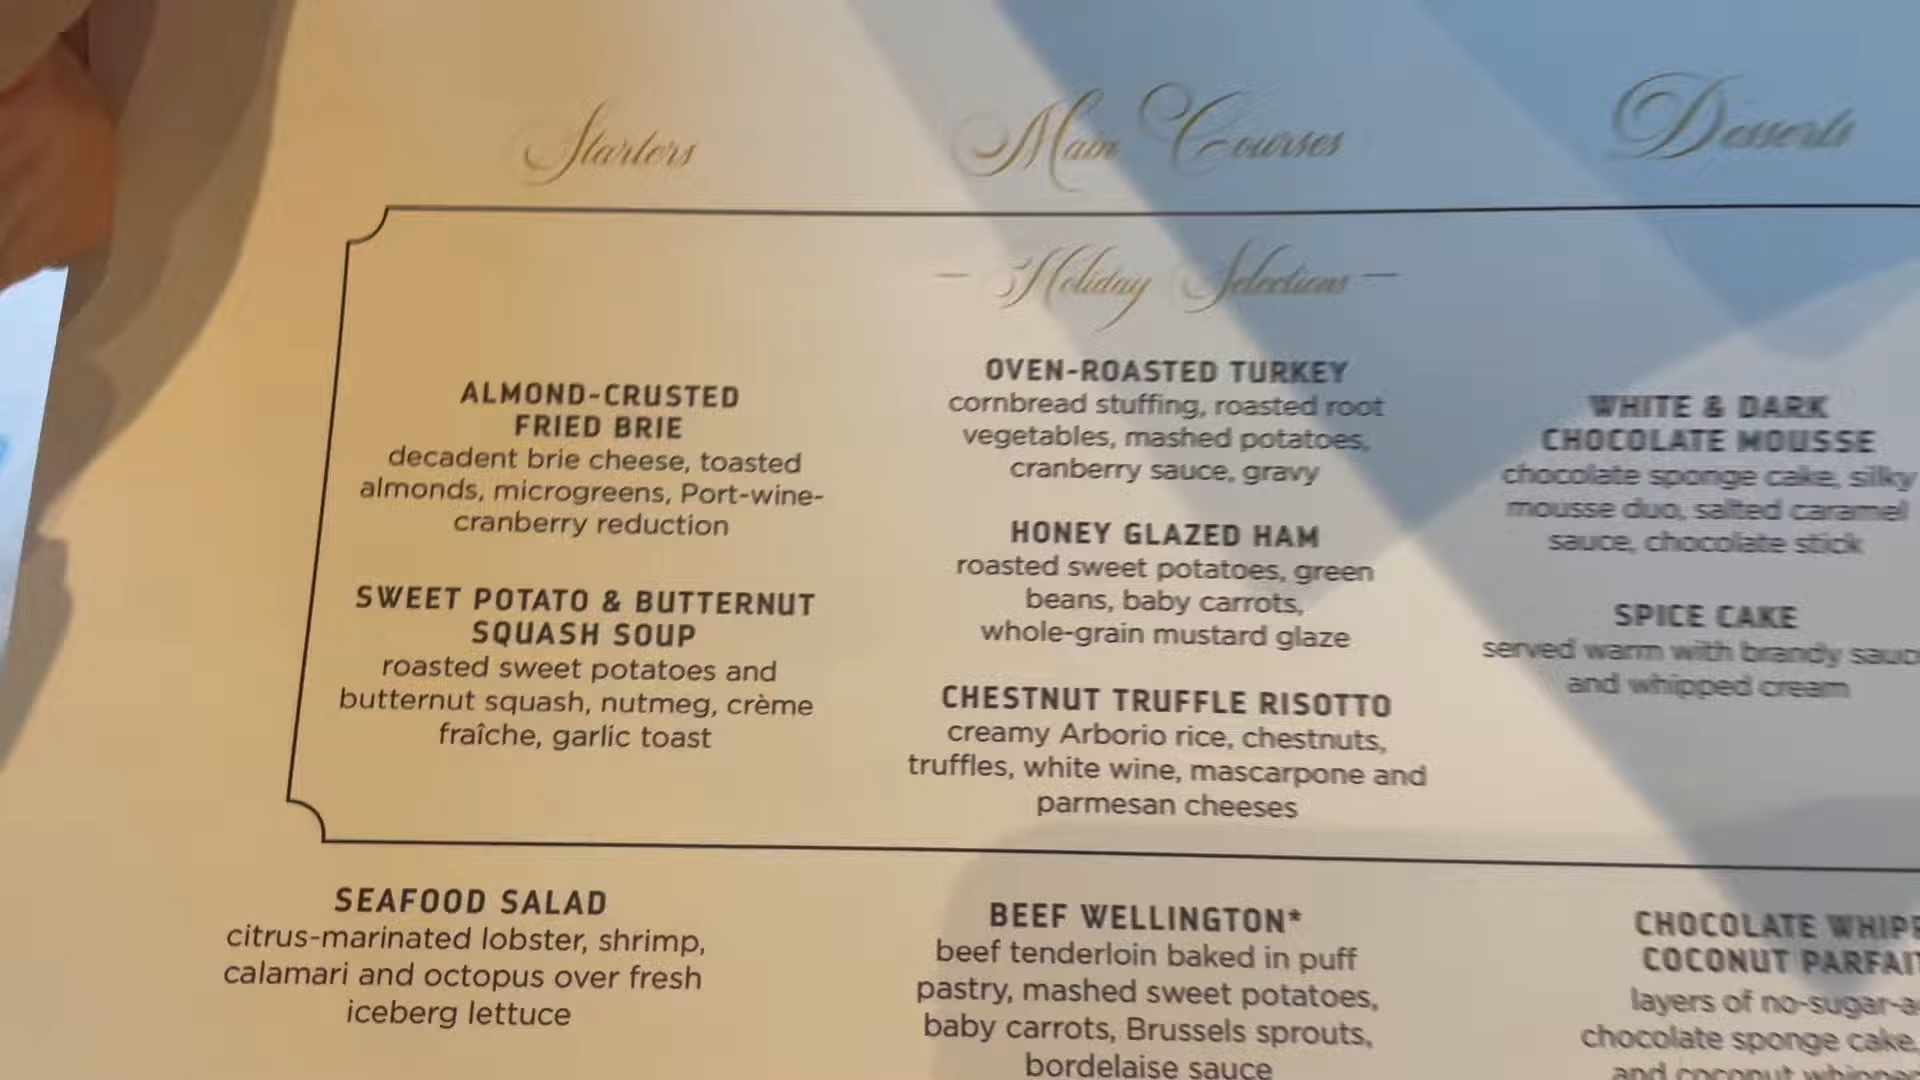 Starters
Main Courses
Desserts
— Holiday Selections —
ALMOND-CRUSTED
FRIED BRIE
decadent brie cheese, toasted
almonds, microgreens, Port-wine-
cranberry reduction
SWEET POTATO & BUTTERNUT
SQUASH SOUP
roasted sweet potatoes and
butternut squash, nutmeg, crème
fraîche, garlic toast
OVEN-ROASTED TURKEY
cornbread stuffing, roasted root
vegetables, mashed potatoes,
cranberry sauce, gravy
HONEY GLAZED HAM
roasted sweet potatoes, green
beans, baby carrots,
whole-grain mustard glaze
CHESTNUT TRUFFLE RISOTTO
creamy Arborio rice, chestnuts,
truffles, white wine, mascarpone and
parmesan cheeses
WHITE & DARK
CHOCOLATE MOUSSE
chocolate sponge cake, silky
mousse duo, salted caramel
sauce, chocolate stick
SPICE CAKE
served warm with brandy
and whipped cream
SEAFOOD SALAD
citrus-marinated lobster, shrimp,
calamari and octopus over fresh
iceberg lettuce
BEEF WELLINGTON*
beef tenderloin baked in puff
pastry, mashed sweet potatoes,
baby carrots, Brussels sprouts,
bordelaise sauce
CHOCOLATE
COCONUT
layers of
chocolate sponge cake,
and coconut